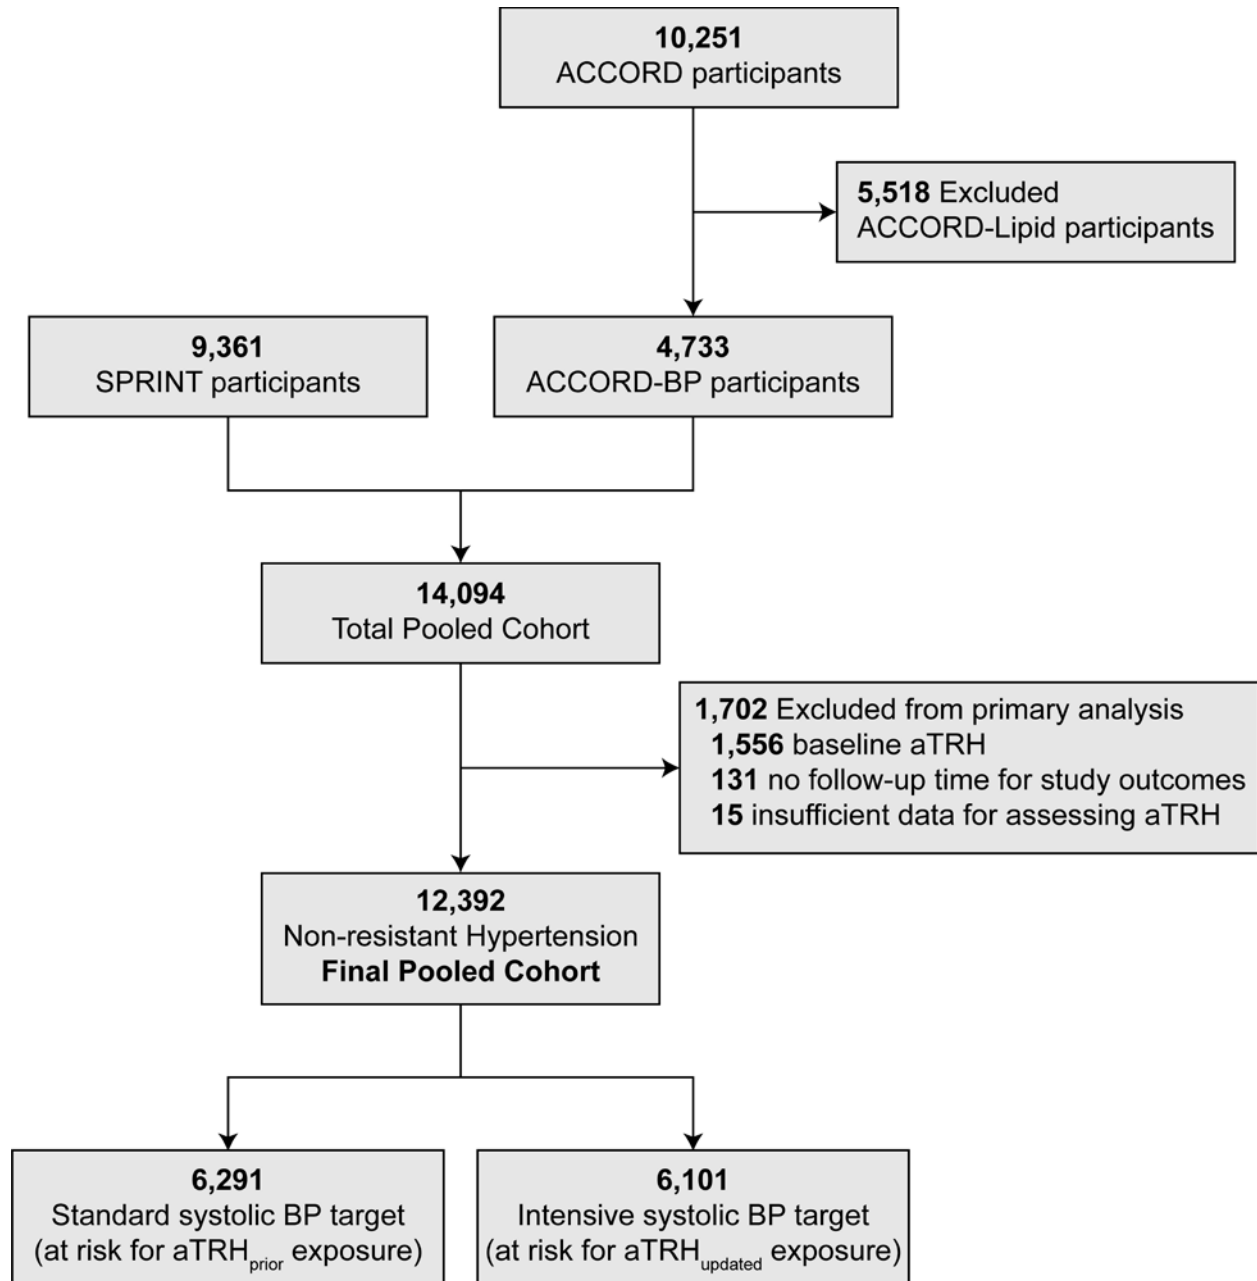 10,251
ACCORD participants
5,518 Excluded
ACCORD-Lipid participants
9,361
SPRINT participants
4,733
ACCORD-BP participants
14,094
Total Pooled Cohort
1,702 Excluded from primary analysis
1,556 baseline aTRH
131 no follow-up time for study outcomes
15 insufficient data for assessing aTRH
12,392
Non-resistant Hypertension
Final Pooled Cohort
6,291
Standard systolic BP target
(at risk for aTRHprior exposure)
6,101
Intensive systolic BP target
(at risk for aTRHupdated exposure)